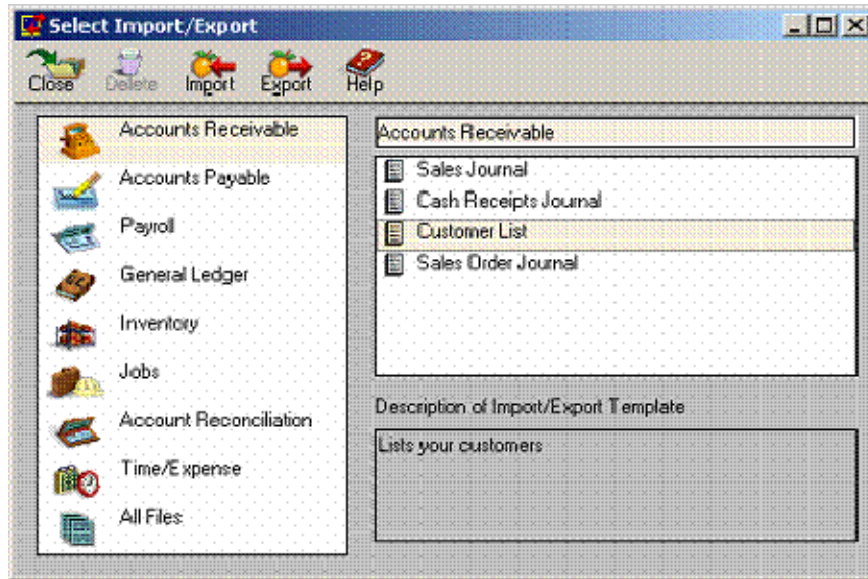 Select Import/Export
Close Delete Import Export Help
Accounts Receivable
Accounts Payable
Payroll
General Ledger
Inventory
Jobs
Account Reconciliation
Time/Expense
All Files
Accounts Receivable
Sales Journal
Cash Receipts Journal
Customer List
Sales Order Journal
Description of Import/Export Template
Lists your customers